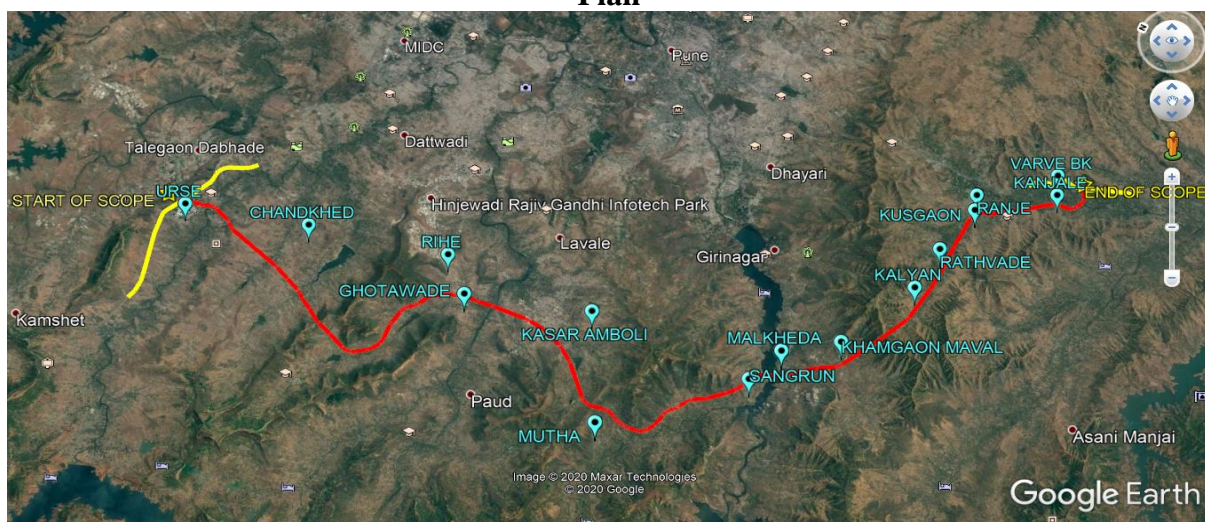 Plan
MIDC
Pune
N
Talegaon Dabhade
Dattwadi
Dhayari
VARVE BK
START OF SCOPE
URSE
KANJALE
END OF SCOPE
CHANDKHED
Hinjewadi Rajiv Gandhi Infotech Park
KUSGAON
RANJE
RIHE
Lavale
Girinagar
RATHVADE
KALYAN
GHOTAWADE
Kamshet
KASAR AMBOLI
MALKHEDA
KHAMGAON MAVAL
SANGRUN
Paud
MUTHA
Asani Manjai
Image © 2020 Maxar Technologies
© 2020 Google
Google Earth